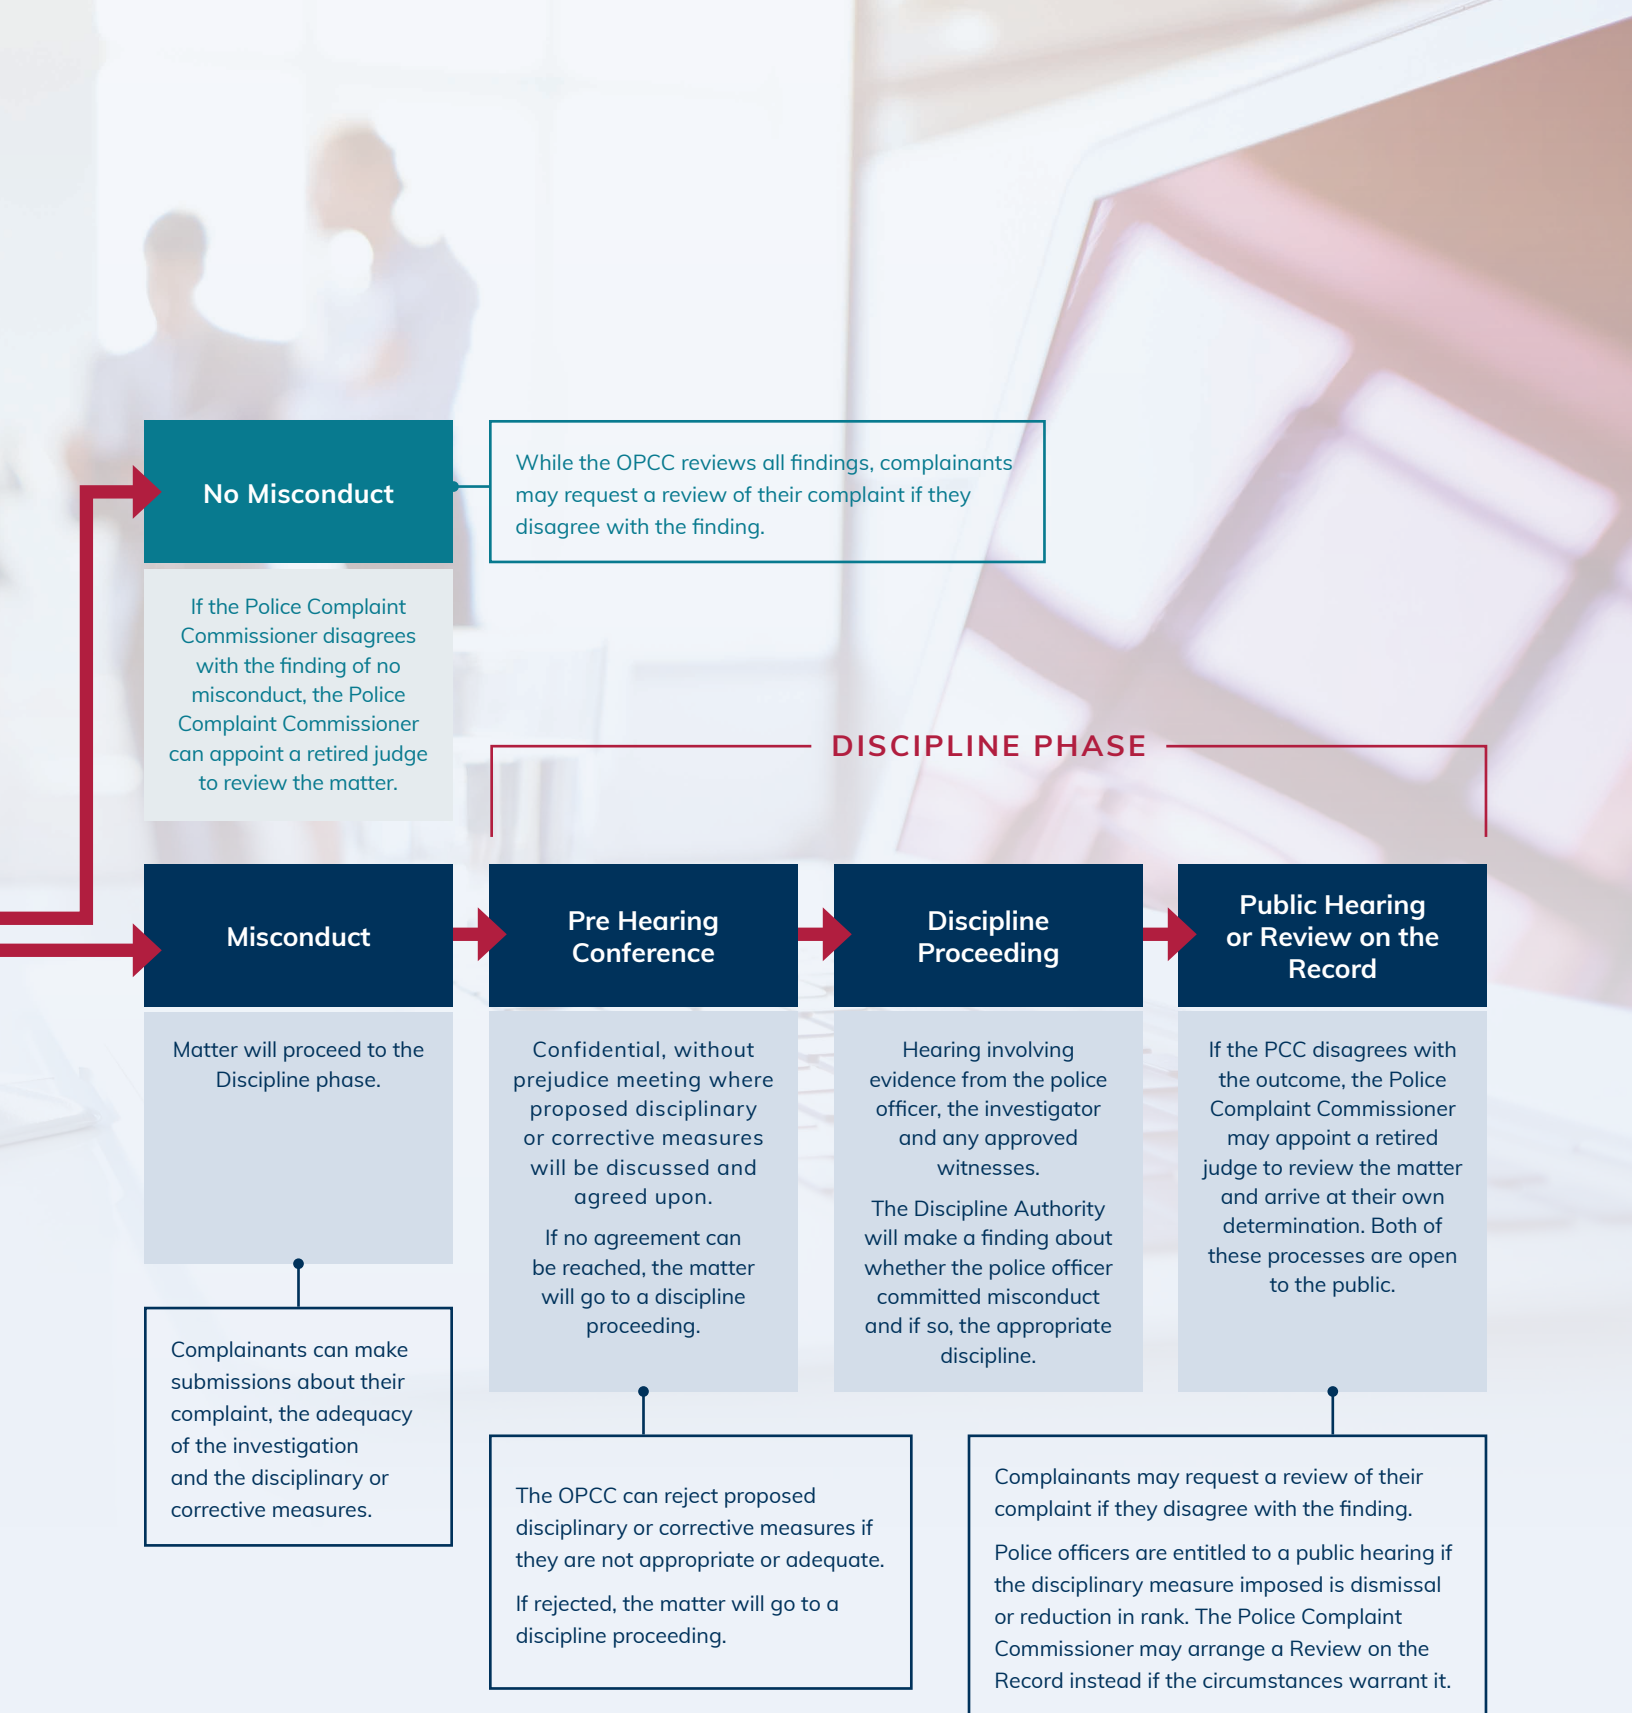 No Misconduct
While the OPCC reviews all findings, complainants
may request a review of their complaint if they
disagree with the finding.
If the Police Complaint
Commissioner disagrees
with the finding of no
misconduct, the Police
Complaint Commissioner
can appoint a retired judge
to review the matter.
DISCIPLINE PHASE
Misconduct
Matter will proceed to the
Discipline phase.
Complainants can make
submissions about their
complaint, the adequacy
of the investigation
and the disciplinary or
corrective measures.
Pre Hearing
Conference
Confidential, without
prejudice meeting where
proposed disciplinary
or corrective measures
will be discussed and
agreed upon.
If no agreement can
be reached, the matter
will go to a discipline
proceeding.
The OPCC can reject proposed
disciplinary or corrective measures if
they are not appropriate or adequate.
If rejected, the matter will go to a
discipline proceeding.
Discipline
Proceeding
Hearing involving
evidence from the police
officer, the investigator
and any approved
witnesses.
The Discipline Authority
will make a finding about
whether the police officer
committed misconduct
and if so, the appropriate
discipline.
Public Hearing
or Review on the
Record
If the PCC disagrees with
the outcome, the Police
Complaint Commissioner
may appoint a retired
judge to review the matter
and arrive at their own
determination. Both of
these processes are open
to the public.
Complainants may request a review of their
complaint if they disagree with the finding.
Police officers are entitled to a public hearing if
the disciplinary measure imposed is dismissal
or reduction in rank. The Police Complaint
Commissioner may arrange a Review on the
Record instead if the circumstances warrant it.